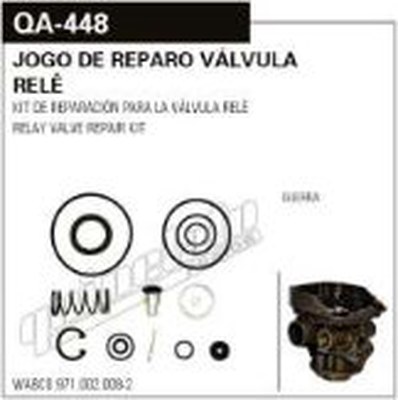 QA-448
JOGO DE REPARO VÁLVULA
RELÊ
KIT DE REPARACIÓN PARA LA VÁLVULA RELÉ
RELAY VALVE REPAIR KIT
GUERRA
WABCO 971.002.008-2